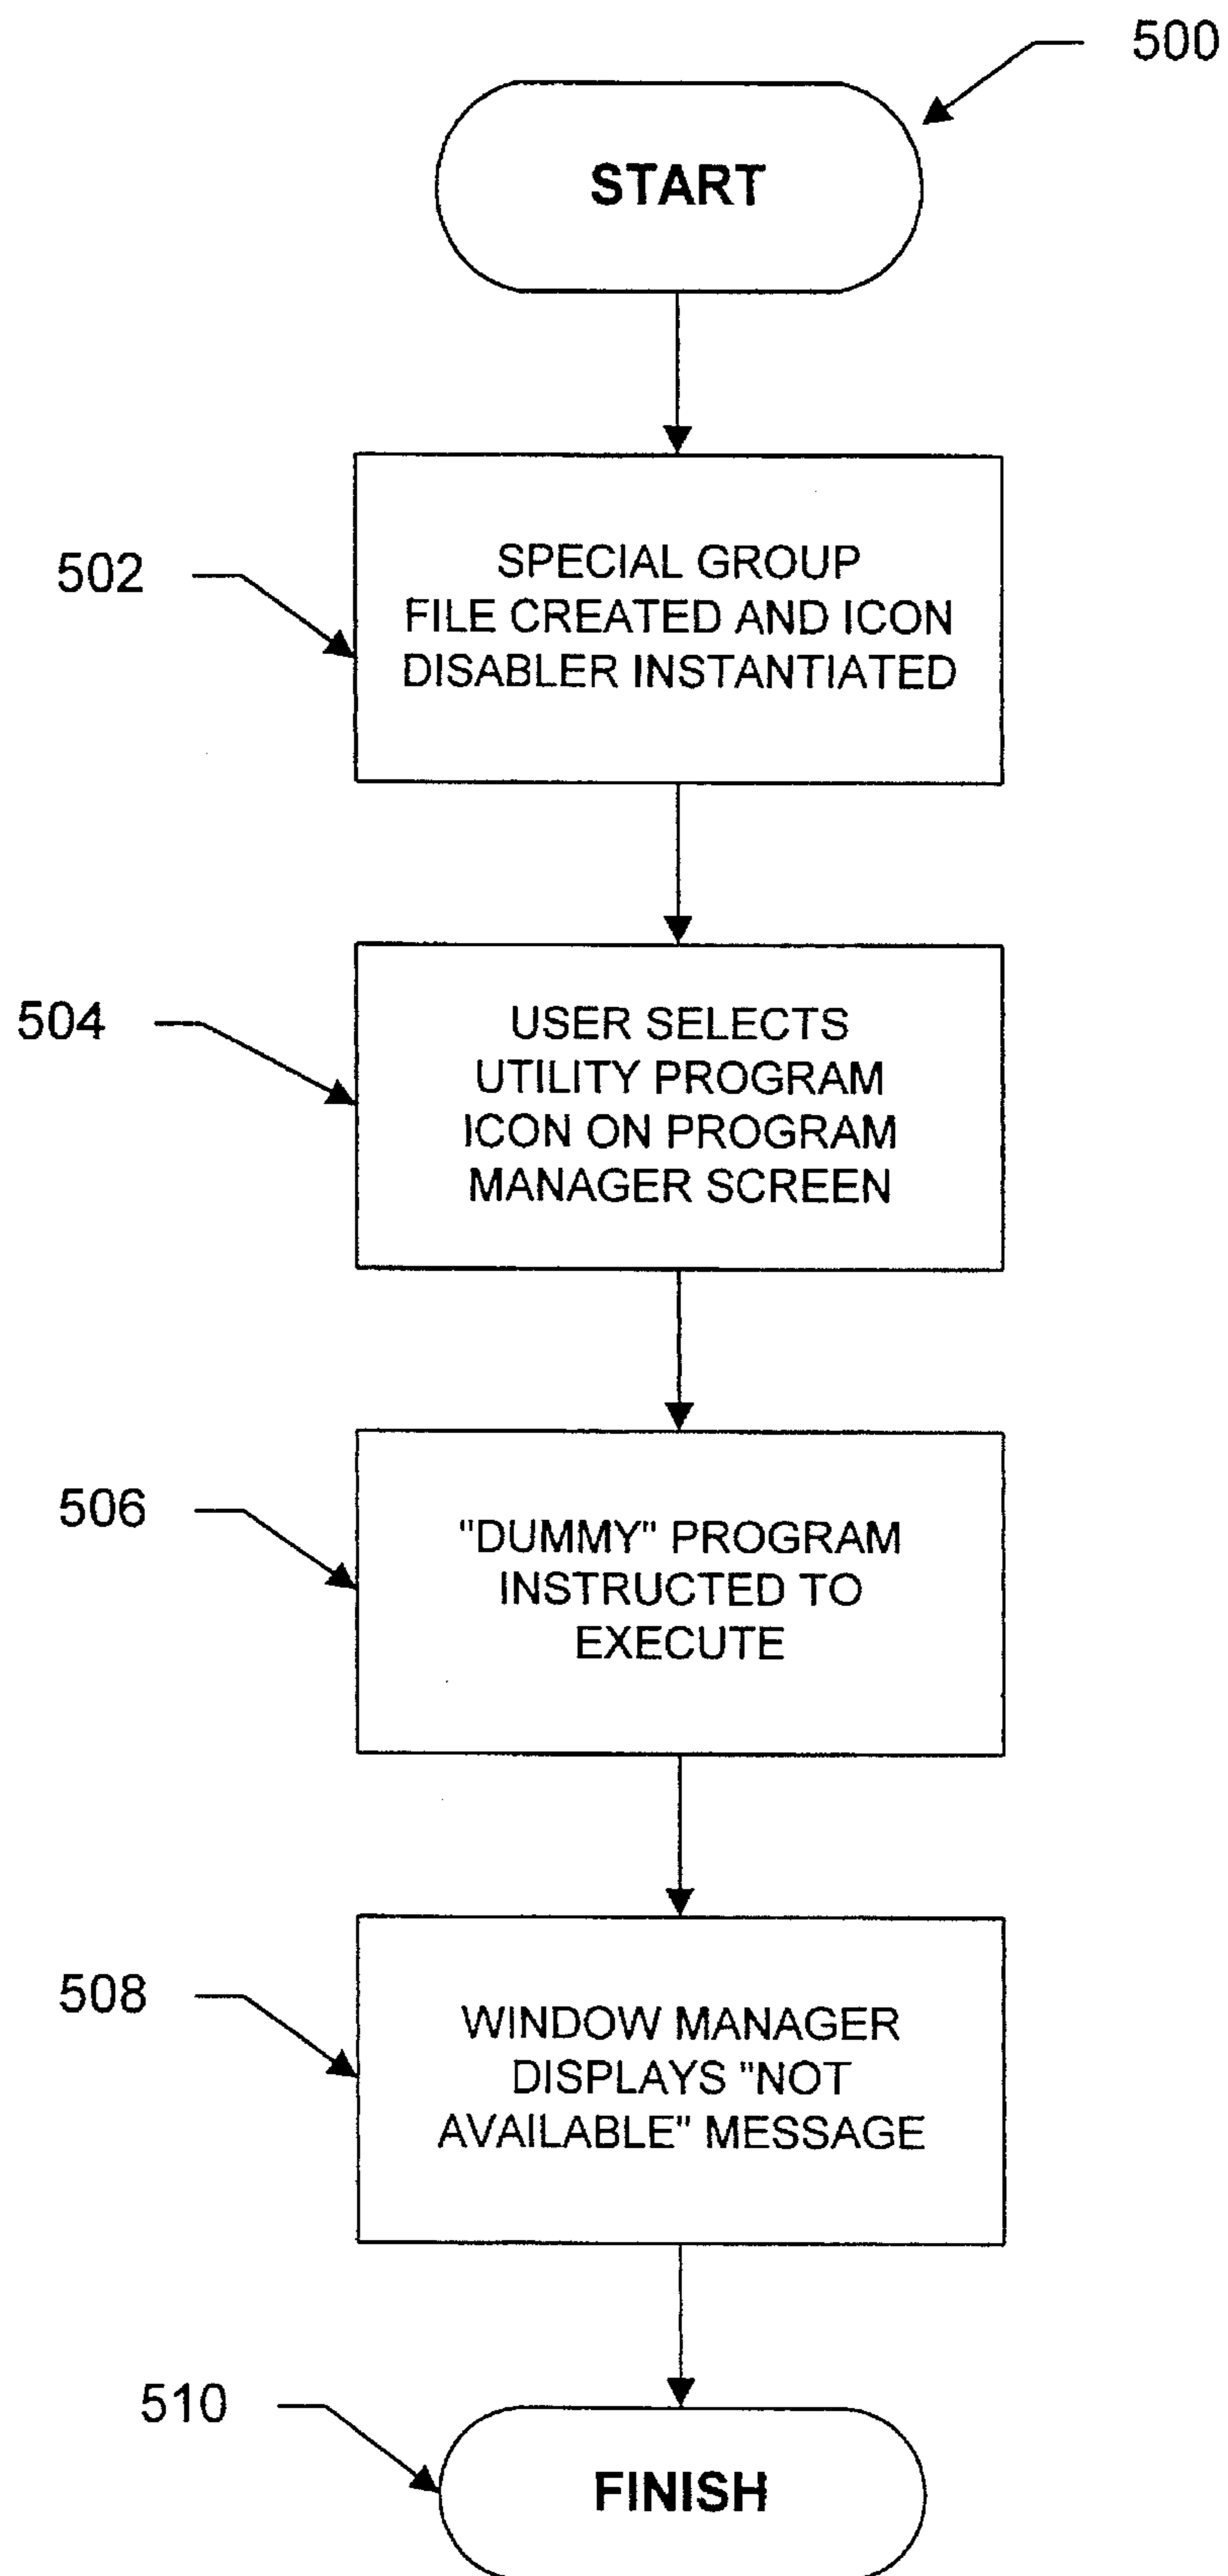 500
START
502
SPECIAL GROUP
FILE CREATED AND ICON
DISABLER INSTANTIATED
504
USER SELECTS
UTILITY PROGRAM
ICON ON PROGRAM
MANAGER SCREEN
506
"DUMMY" PROGRAM
INSTRUCTED TO
EXECUTE
508
WINDOW MANAGER
DISPLAYS "NOT
AVAILABLE" MESSAGE
510
FINISH